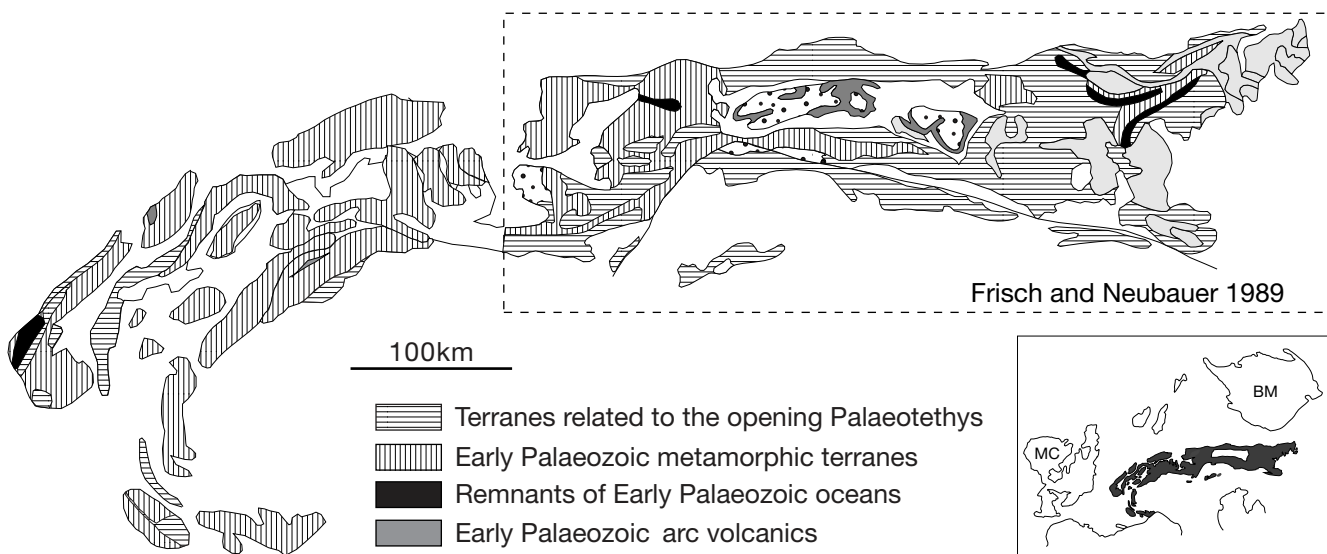 Frisch and Neubauer 1989
100km
Terranes related to the opening Palaeotethys
Early Palaeozoic metamorphic terranes
Remnants of Early Palaeozoic oceans
Early Palaeozoic arc volcanics
BM
MC